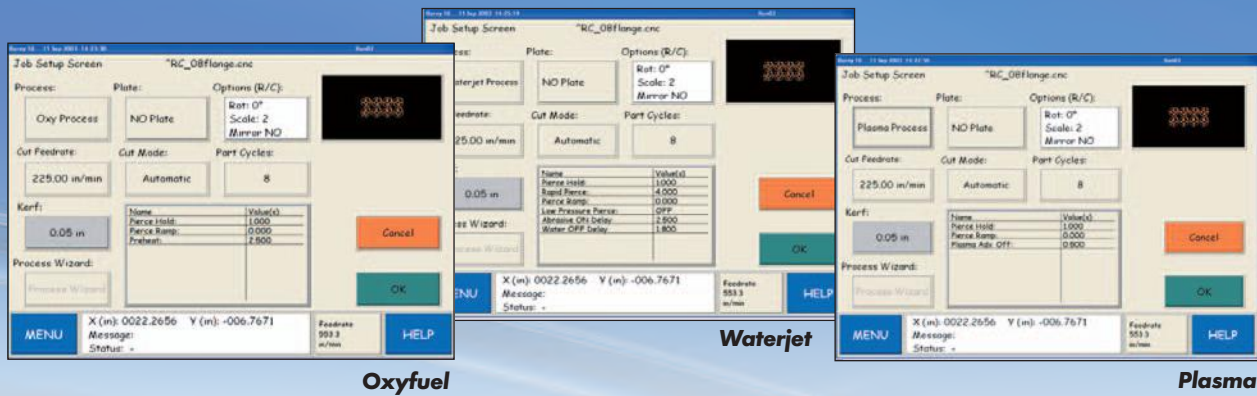 Job Setup Screen ^RC_08flange.cnc
Process: Plate: Options (R/C):
Oxy Process NO Plate Rot: 0° Scale: 2 Mirror NO
Cut Feedrate: Cut Mode: Part Cycles:
225.00 in/min Automatic 8
Kerf:
0.05 in
Name Value(s)
Pierce Hold: 1.000
Pierce Ramp: 0.000
Preheat: 2.500
Cancel
Process Wizard:
Process Wizard
OK
MENU
X (in): 0022.2656 Y (in): -006.7671
Message:
Status: -
Feedrate
553.3
in/min
HELP
Oxyfuel
Job Setup Screen ^RC_08flange.cnc
Plate: Options (R/C):
Process NO Plate Rot: 0° Scale: 2 Mirror NO
Cut Mode: Part Cycles:
25.00 in/min Automatic 8
0.05 in
Name Value(s)
Pierce Hold: 1.000
Rapid Pierce: 4.000
Pierce Ramp: 0.000
Low Pressure Pierce: OFF
Abrasive ON Delay: 2.500
Water OFF Delay: 1.800
Cancel
Wizard:
OK
X (in): 0022.2656 Y (in): -006.7671
Message:
Status: -
Feedrate
553.3
in/min
HEL
Waterjet
Job Setup Screen ^RC_08flange.cnc
Process: Plate: Options (R/C):
Plasma Process NO Plate Rot: 0° Scale: 2 Mirror NO
Cut Feedrate: Cut Mode: Part Cycles:
225.00 in/min Automatic 8
Kerf:
0.05 in
Name Value(s)
Pierce Hold: 1.000
Pierce Ramp: 0.000
Plasma Adv. Off:
Cancel
Process Wizard:
Process Wizard
OK
MENU
X (in): 0022.2656 Y (in): -006.7671
Message:
Status: -
Feedrate
553.3
in/min
HELP
Plasma